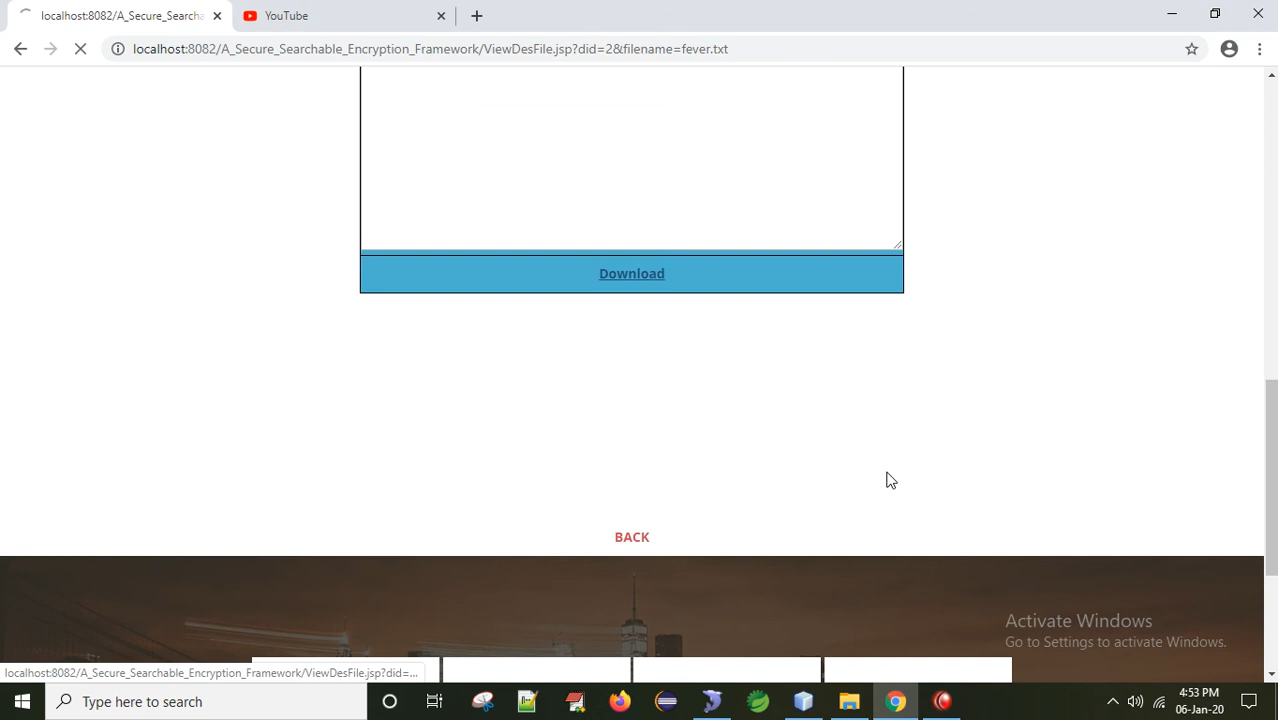 localhost:8082/A_Secure_Searcha
YouTube
localhost:8082/A_Secure_Searchable_Encryption_Framework/ViewDesFile.jsp?did=2&filename=fever.txt
Download
BACK
Activate Windows
Go to Settings to activate Windows.
localhost:8082/A_Secure_Searchable_Encryption_Framework/ViewDesFile.jsp?did=...
Type here to search
4:53 PM
06-Jan-20